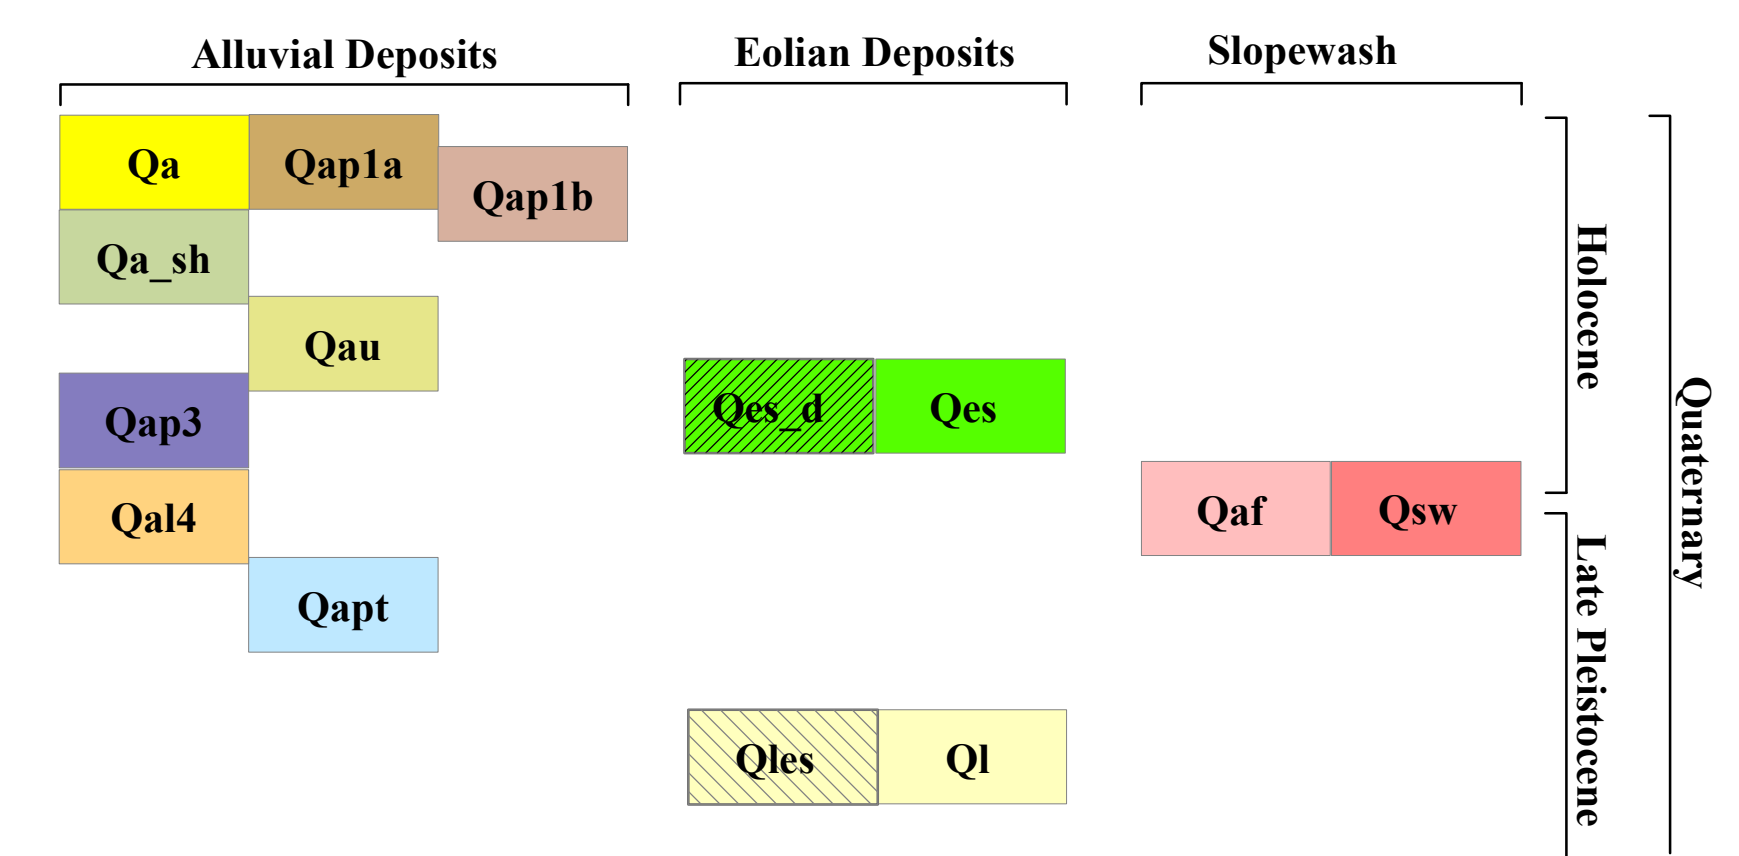 Alluvial Deposits
Eolian Deposits
Slopewash
Qa
Qap1a
Qap1b
Qa_sh
Qau
Qap3
Qes_d
Qes
Qal4
Qaf
Qsw
Qapt
Qles
Ql
Holocene
Late Pleistocene
Quaternary